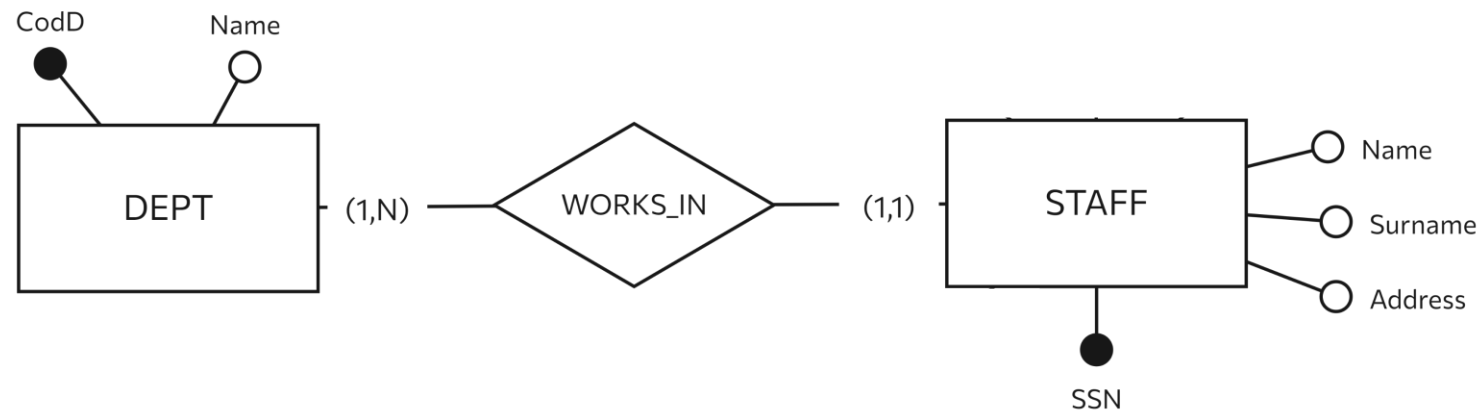 CodD
Name
DEPT
(1,N)
WORKS_IN
(1,1)
STAFF
Name
Surname
Address
SSN